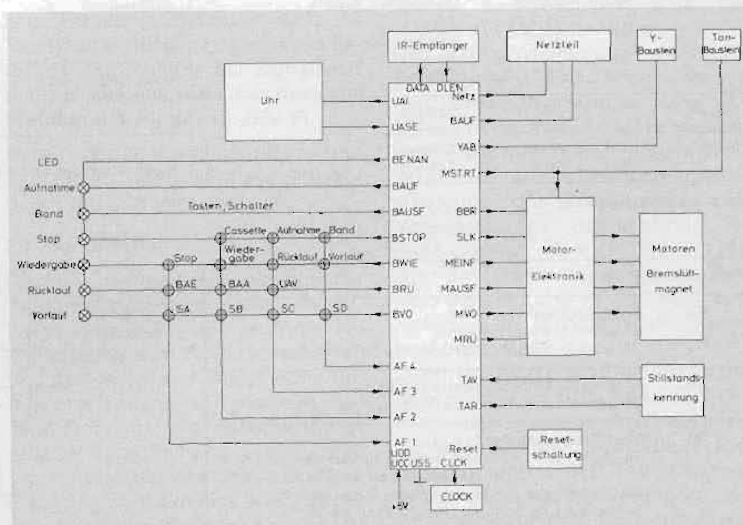 IR-Empfänger
Netzteil
Y-
Baustein
Ton-
Baustein
Uhr
DATA DLEN
UAI
UASE
BENAN
BAUF
BAUSF
BSTOP
BWIE
BRÜ
BVO
AF 4
AF 3
AF 2
AF 1
UDD
UCC USS CLCK
+5V
CLOCK
Netz
BAUF
YAB
MSTRT
BBR
SLK
MEINF
MAUSF
MVO
MRÜ
TAV
TAR
Reset
Motor-
Elektronik
Motoren
Bremslüft-
magnet
Stillstands
kennung
Reset-
schaltung
LED
Aufnahme
Band
Stop
Wiedergabe
Rücklauf
Vorlauf
Tasten, Schalter
Cassette Aufnahme Band
Stop Wieder-
gabe Rücklauf Vorlauf
BAE BAA UAV
SA SB SC SD